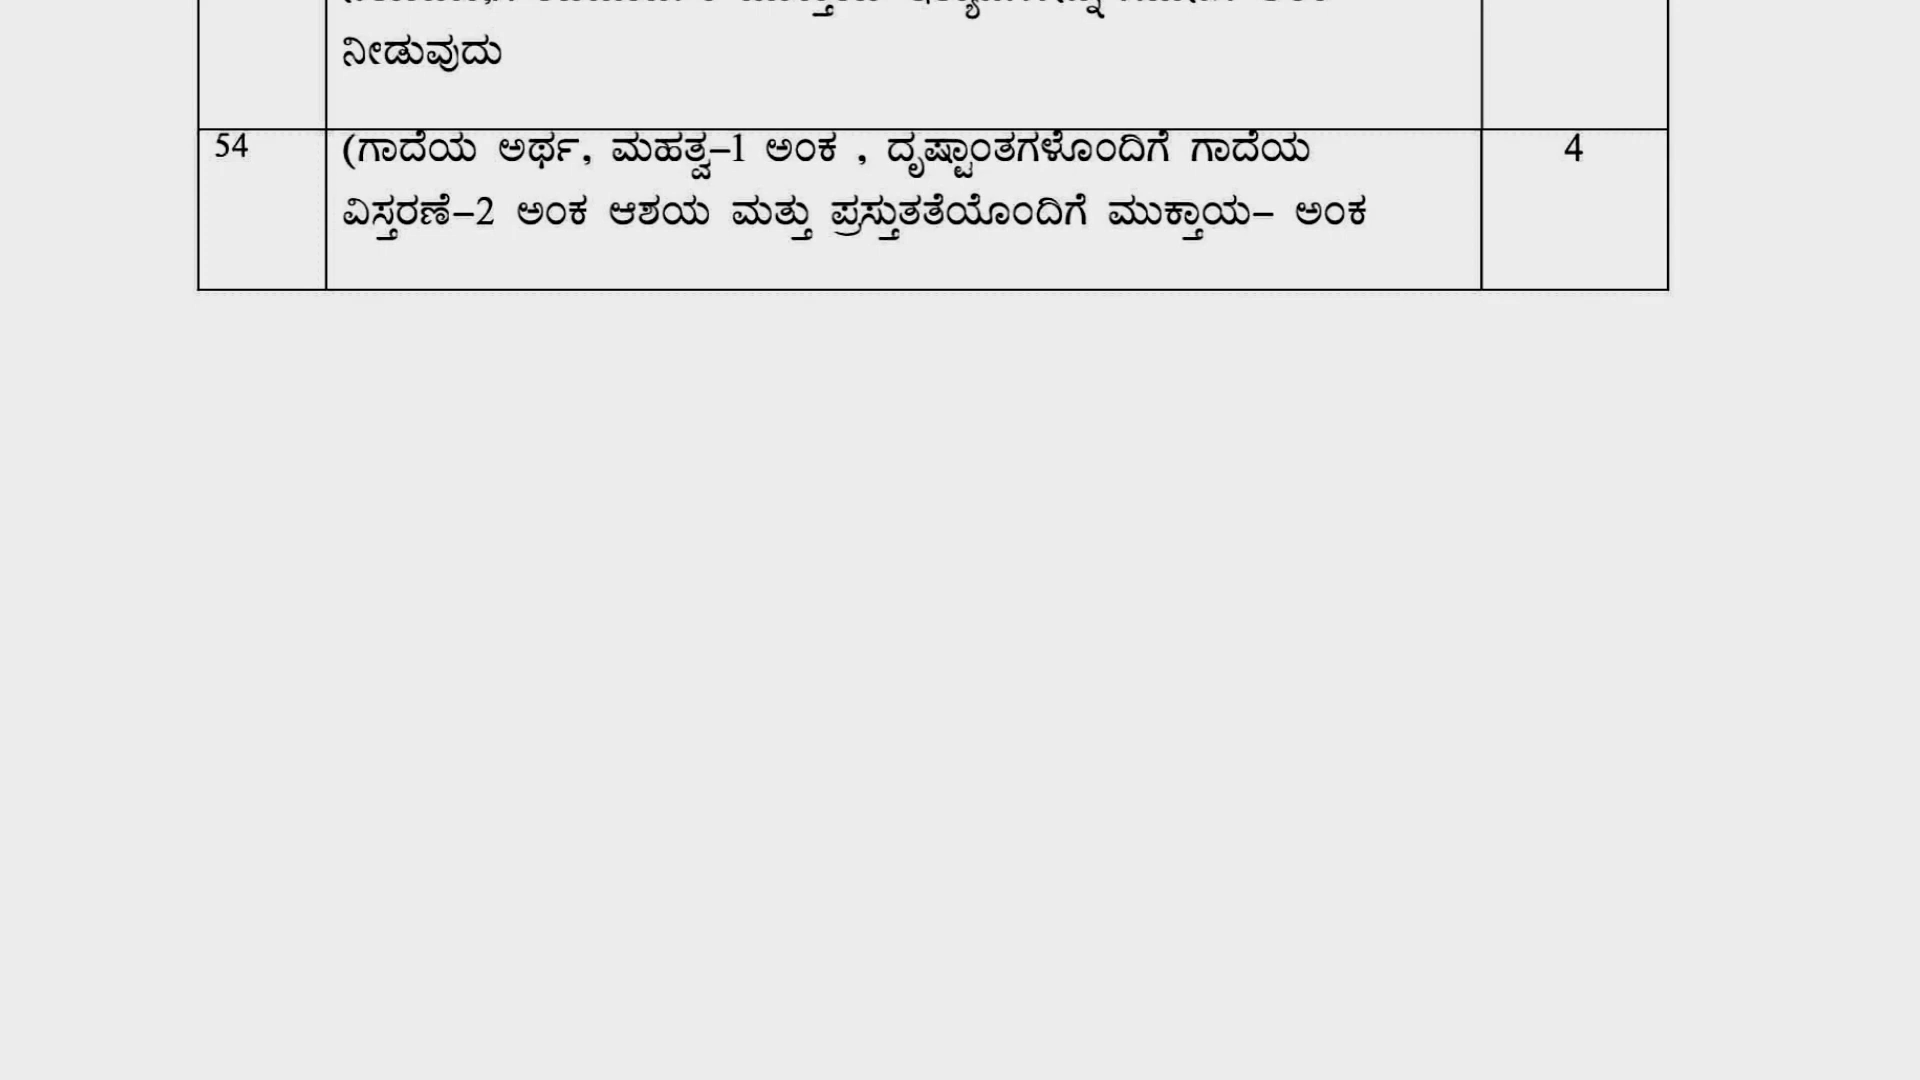 ನೀಡುವುದು
54 (ಗಾದೆಯ ಅರ್ಥ, ಮಹತ್ವ–1 ಅಂಕ , ದೃಷ್ಟಾಂತಗಳೊಂದಿಗೆ ಗಾದೆಯ 4
ವಿಸ್ತರಣೆ–2 ಅಂಕ ಆಶಯ ಮತ್ತು ಪ್ರಸ್ತುತತೆಯೊಂದಿಗೆ ಮುಕ್ತಾಯ– ಅಂಕ